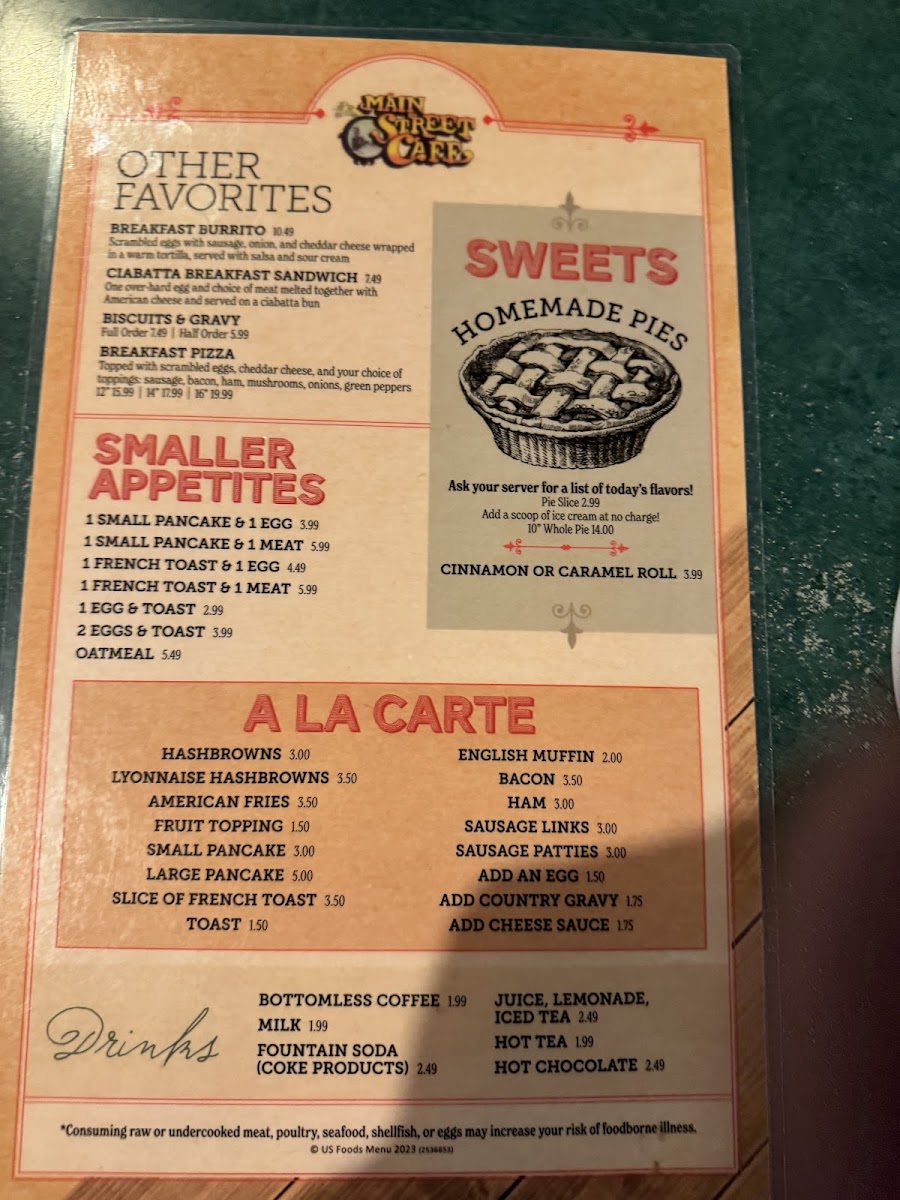 MAIN
STREET
CAFE
OTHER
FAVORITES
BREAKFAST BURRITO 10.49
Scrambled eggs with sausage, onion, and cheddar cheese wrapped
in a warm tortilla, served with salsa and sour cream
CIABATTA BREAKFAST SANDWICH 7.49
One over-hard egg and choice of meat melted together with
American cheese and served on a ciabatta bun
BISCUITS & GRAVY
Full Order 7.49 | Half Order 5.99
BREAKFAST PIZZA
Topped with scrambled eggs, cheddar cheese, and your choice of
toppings: sausage, bacon, ham, mushrooms, onions, green peppers
12" 15.99 | 14" 17.99 | 16" 19.99
SWEETS
HOMEMADE PIES
Ask your server for a list of today's flavors!
Pie Slice 2.99
Add a scoop of ice cream at no charge!
10" Whole Pie 14.00
CINNAMON OR CARAMEL ROLL 3.99
SMALLER
APPETITES
1 SMALL PANCAKE & 1 EGG 3.99
1 SMALL PANCAKE & 1 MEAT 5.99
1 FRENCH TOAST & 1 EGG 4.49
1 FRENCH TOAST & 1 MEAT 5.99
1 EGG & TOAST 2.99
2 EGGS & TOAST 3.99
OATMEAL 5.49
A LA CARTE
HASHBROWNS 3.00
LYONNAISE HASHBROWNS 3.50
AMERICAN FRIES 3.50
FRUIT TOPPING 1.50
SMALL PANCAKE 3.00
LARGE PANCAKE 5.00
SLICE OF FRENCH TOAST 3.50
TOAST 1.50
ENGLISH MUFFIN 2.00
BACON 3.50
HAM 3.00
SAUSAGE LINKS 3.00
SAUSAGE PATTIES 3.00
ADD AN EGG 1.50
ADD COUNTRY GRAVY 1.75
ADD CHEESE SAUCE 1.75
Drinks
BOTTOMLESS COFFEE 1.99
MILK 1.99
FOUNTAIN SODA
(COKE PRODUCTS) 2.49
JUICE, LEMONADE,
ICED TEA 2.49
HOT TEA 1.99
HOT CHOCOLATE 2.49
*Consuming raw or undercooked meat, poultry, seafood, shellfish, or eggs may increase your risk of foodborne illness.
© US Foods Menu 2023 (2536853)